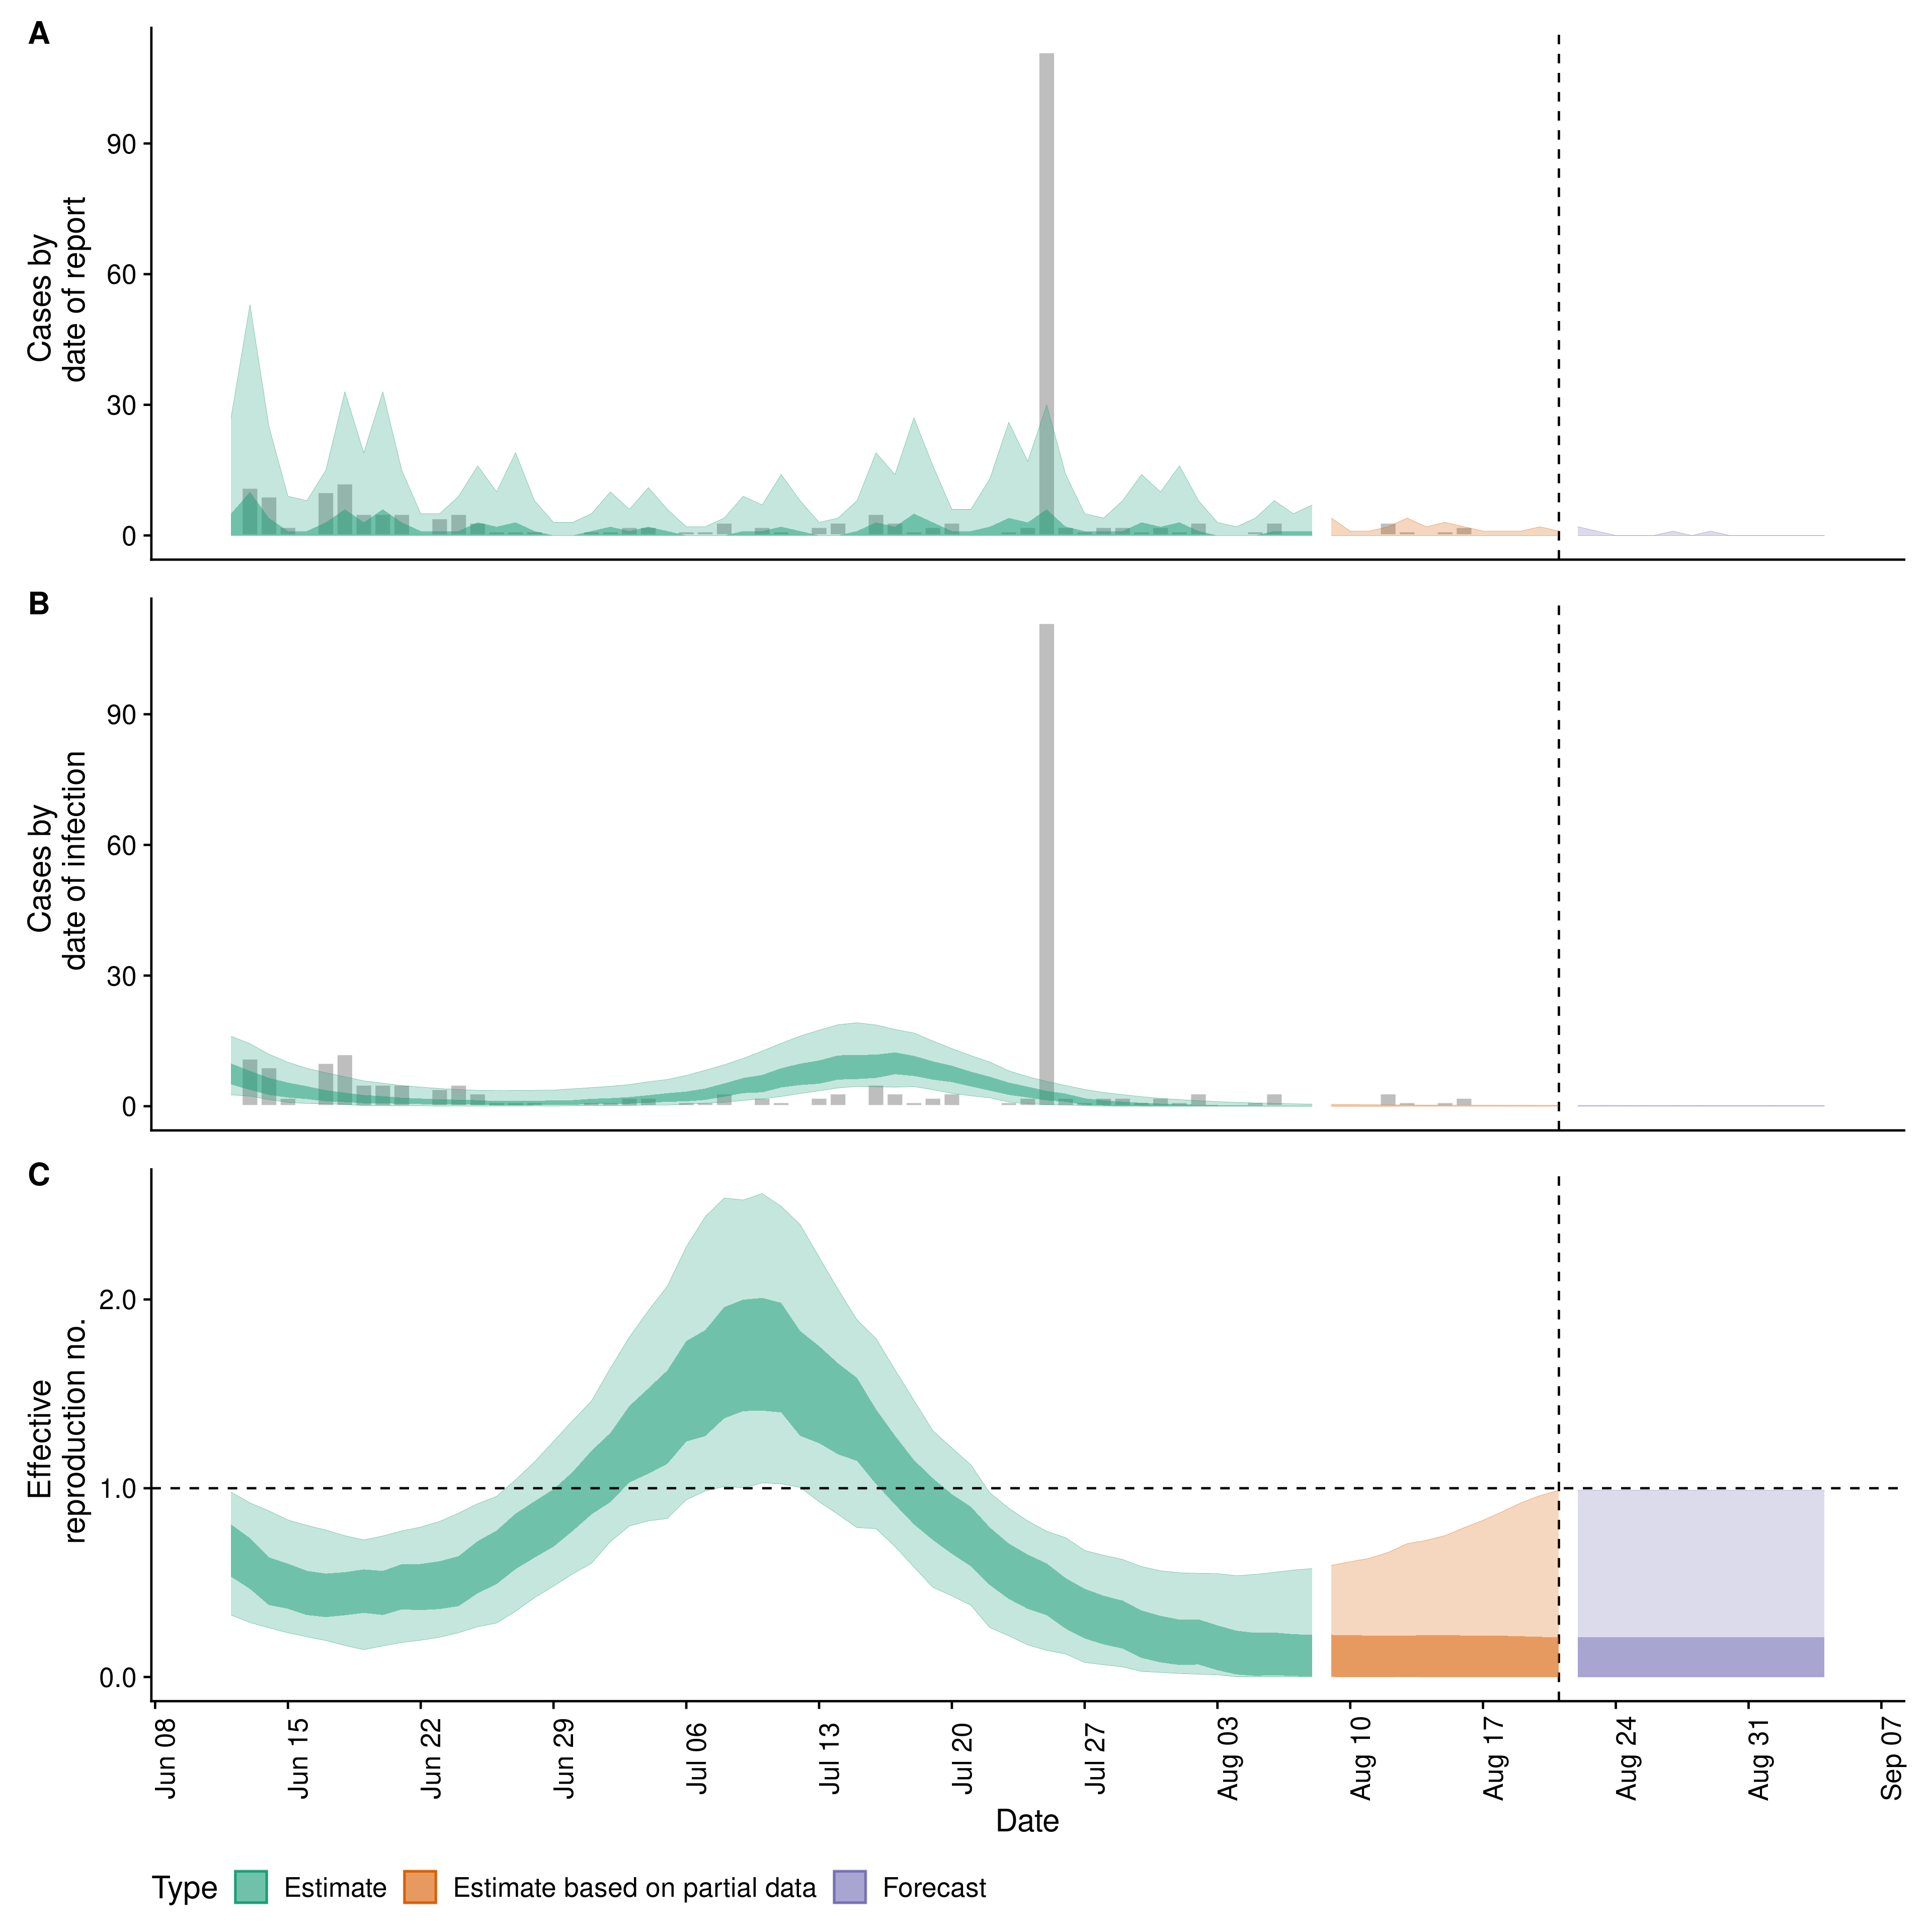 A
Cases by
date of report
90
60
30
0
B
Cases by
date of infection
90
60
30
0
C
Effective
reproduction no.
2.0
1.0
0.0
Jun 08
Jun 15
Jun 22
Jun 29
Jul 06
Jul 13
Jul 20
Jul 27
Aug 03
Aug 10
Aug 17
Aug 24
Aug 31
Sep 07
Date
Type Estimate Estimate based on partial data Forecast